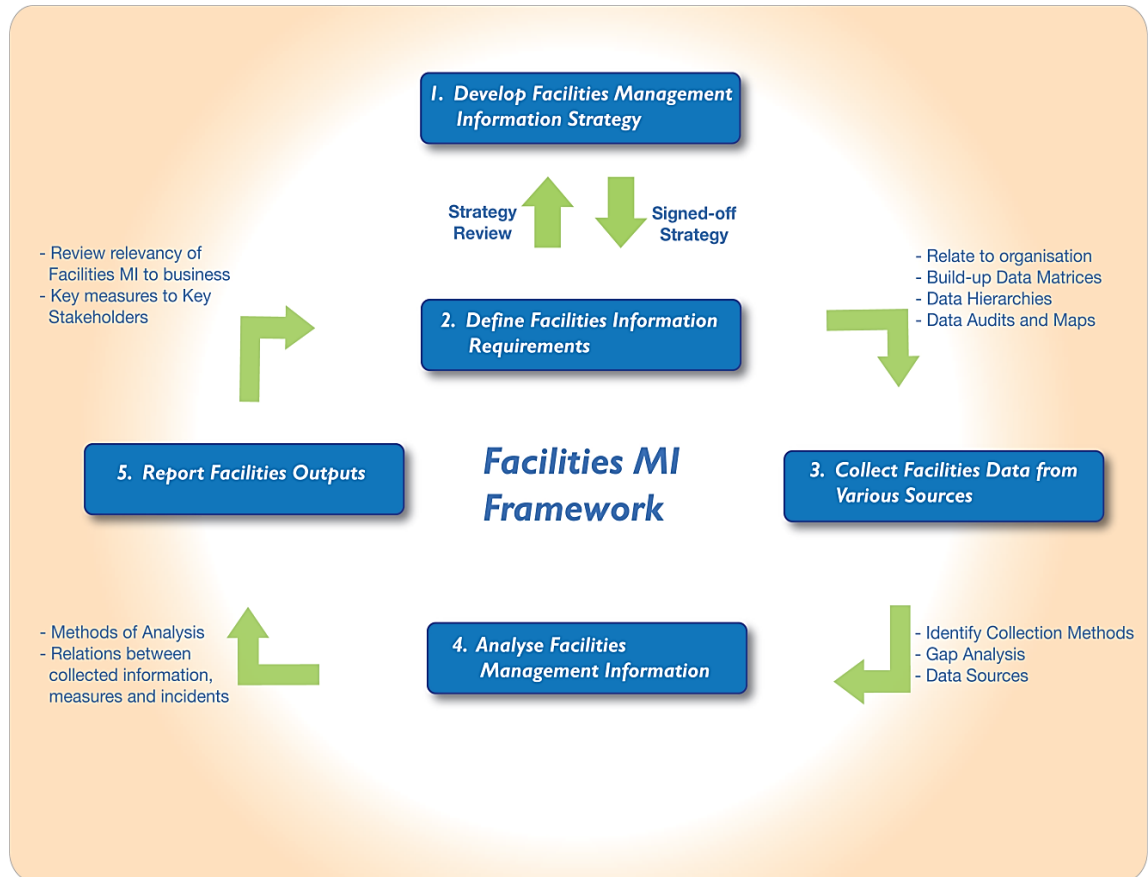 1. Develop Facilities Management
Information Strategy
Strategy
Review
Signed-off
Strategy
- Review relevancy of
Facilities MI to business
- Key measures to Key
Stakeholders
- Relate to organisation
- Build-up Data Matrices
- Data Hierarchies
- Data Audits and Maps
2. Define Facilities Information
Requirements
5. Report Facilities Outputs
Facilities MI
Framework
3. Collect Facilities Data from
Various Sources
- Methods of Analysis
- Relations between
collected information,
measures and incidents
4. Analyse Facilities
Management Information
- Identify Collection Methods
- Gap Analysis
- Data Sources